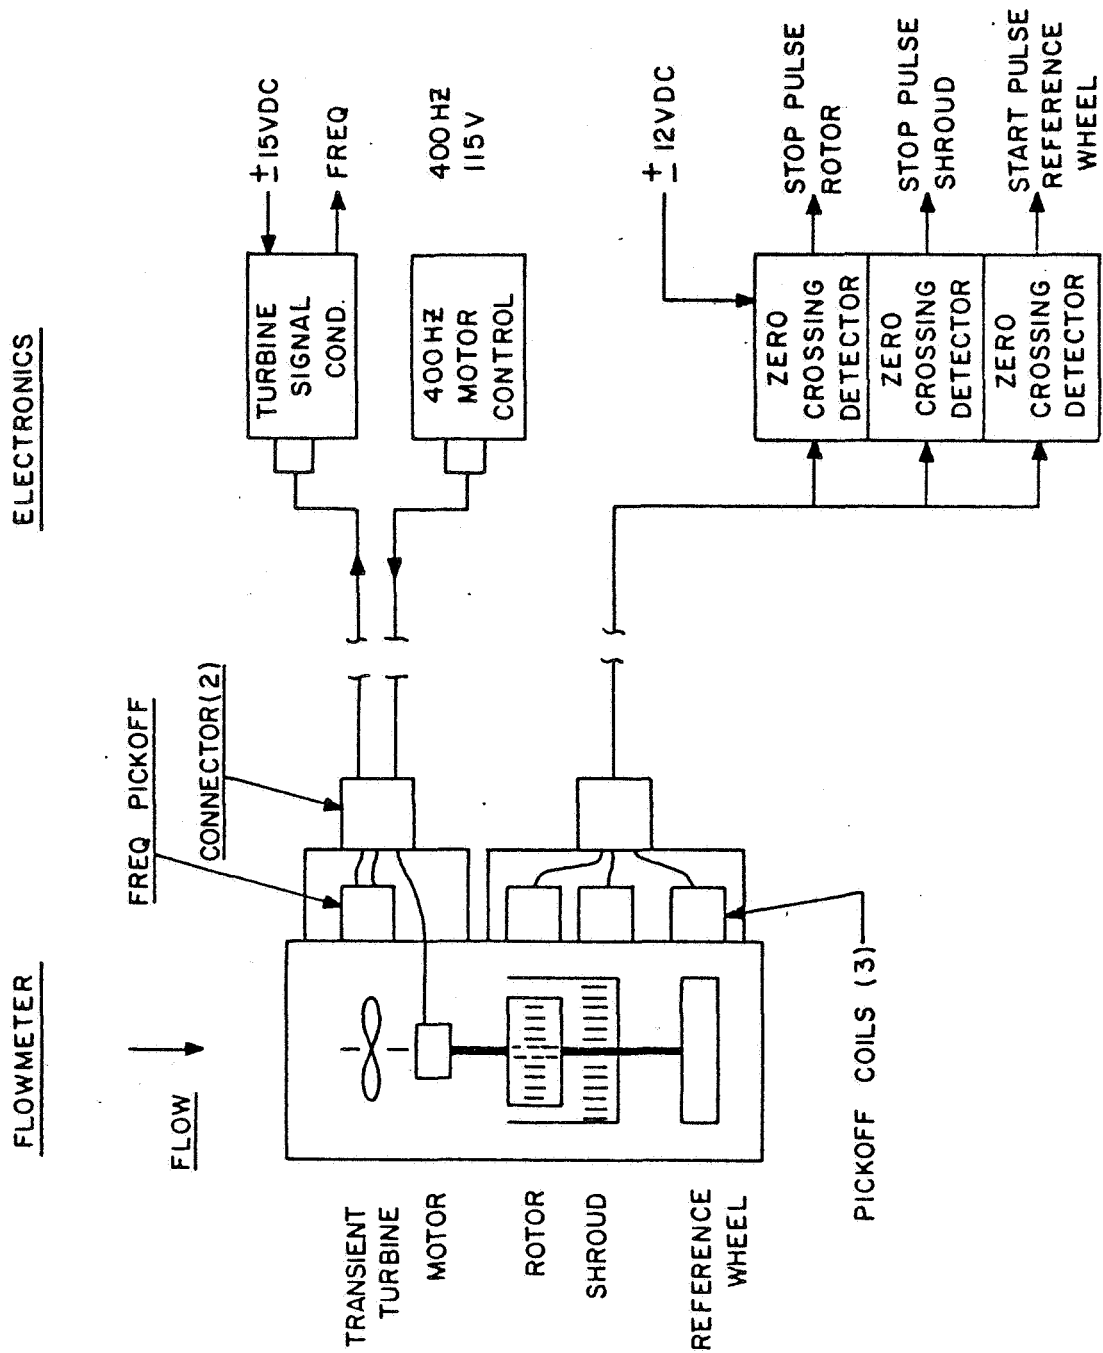 FLOWMETER
ELECTRONICS
FLOW
FREQ PICKOFF
CONNECTOR(2)
TRANSIENT
TURBINE
MOTOR
ROTOR
SHROUD
REFERENCE
WHEEL
PICKOFF COILS (3)
TURBINE
SIGNAL
COND.
±15VDC
FREQ
400HZ
MOTOR
CONTROL
400HZ
115V
±12VDC
ZERO
CROSSING
DETECTOR
STOP PULSE
ROTOR
ZERO
CROSSING
DETECTOR
STOP PULSE
SHROUD
ZERO
CROSSING
DETECTOR
START PULSE
REFERENCE
WHEEL